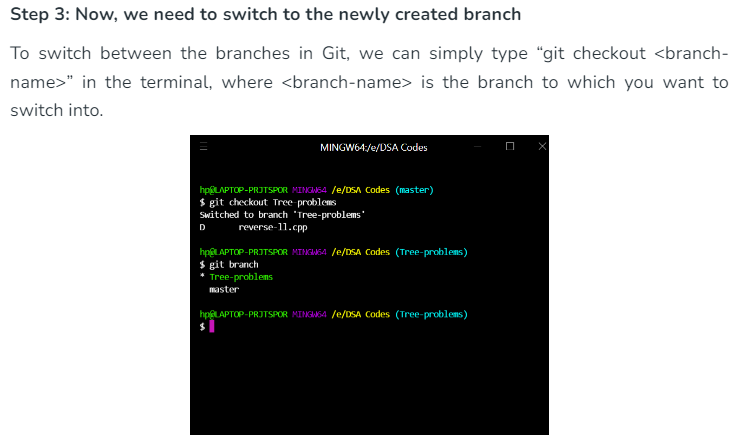 Step 3: Now, we need to switch to the newly created branch
To switch between the branches in Git, we can simply type “git checkout <branch-
name>” in the terminal, where <branch-name> is the branch to which you want to
switch into.
MINGW64:/e/DSA Codes
hp@LAPTOP-PRJTSPOR MINGW64 /e/DSA Codes (master)
$ git checkout Tree-problems
Switched to branch 'Tree-problems'
D       reverse-ll.cpp
hp@LAPTOP-PRJTSPOR MINGW64 /e/DSA Codes (Tree-problems)
$ git branch
* Tree-problems
  master
hp@LAPTOP-PRJTSPOR MINGW64 /e/DSA Codes (Tree-problems)
$